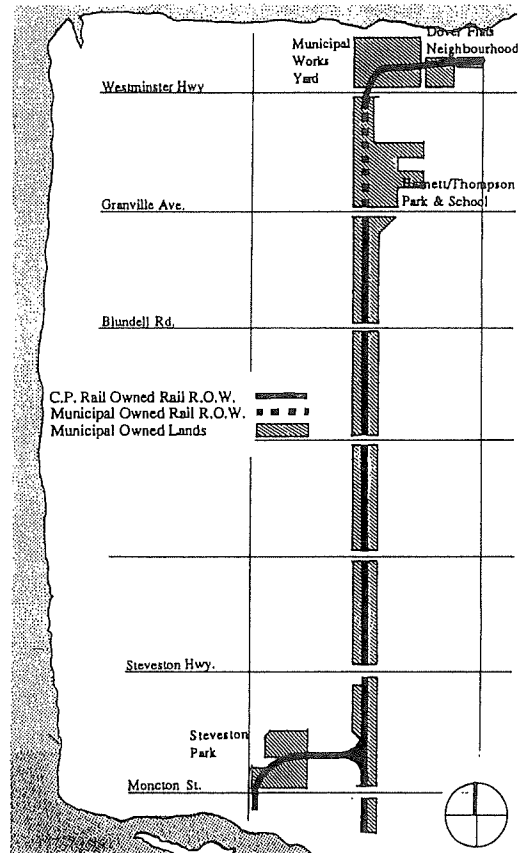 Municipal
Works
Yard
Dover Flats
Neighbourhood
Westminster Hwy
Burnett/Thompson
Park & School
Granville Ave.
Blundell Rd.
C.P. Rail Owned Rail R.O.W.
Municipal Owned Rail R.O.W.
Municipal Owned Lands
Steveston Hwy.
Steveston
Park
Moncton St.